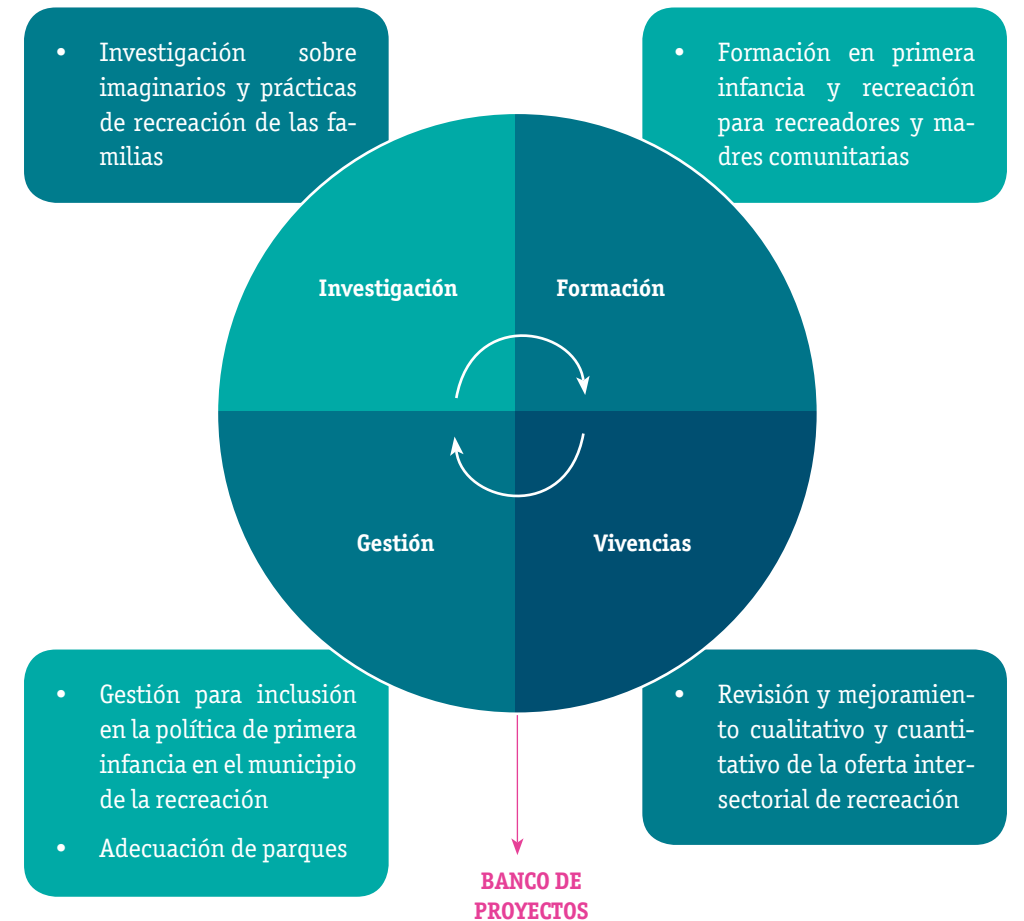 • Investigación sobre
imaginarios y prácticas
de recreación de las fa-
milias
• Formación en primera
infancia y recreación
para recreadores y ma-
dres comunitarias
Investigación
Formación
Gestión
Vivencias
• Gestión para inclusión
en la política de primera
infancia en el municipio
de la recreación
• Adecuación de parques
• Revisión y mejoramien-
to cualitativo y cuanti-
tativo de la oferta inter-
sectorial de recreación
BANCO DE
PROYECTOS